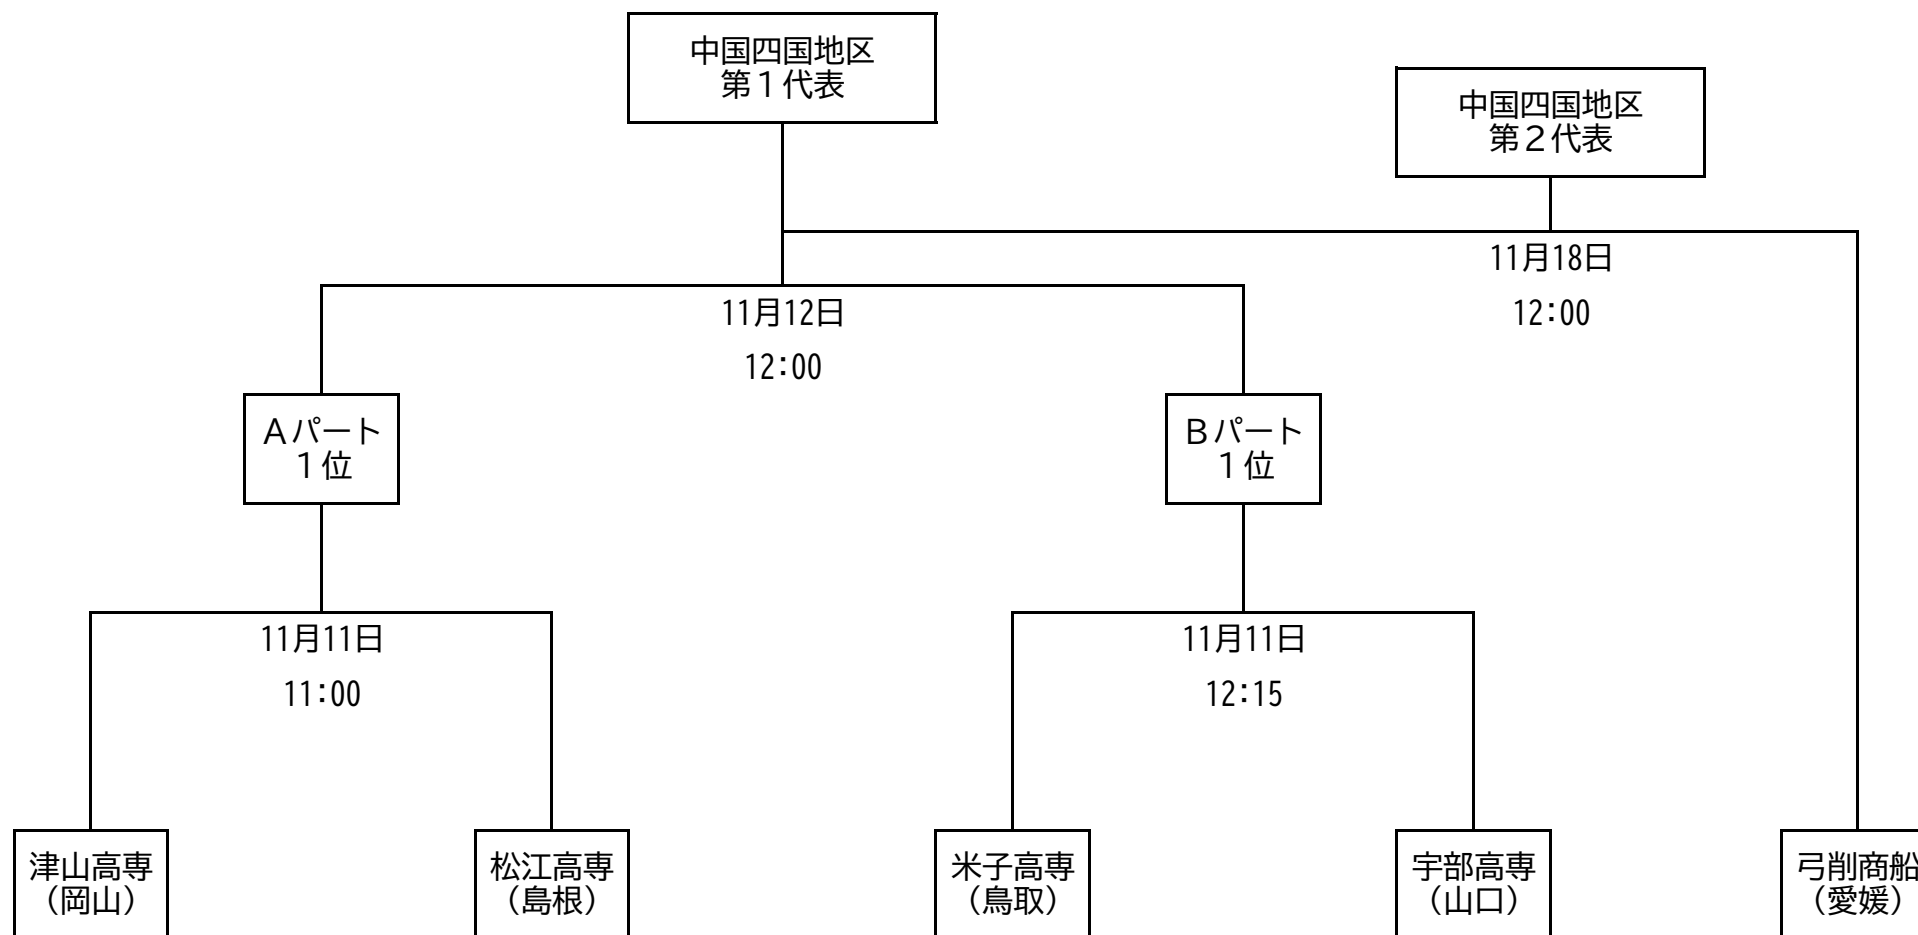 中国四国地区
第１代表
中国四国地区
第２代表
11月18日
12:00
11月12日
12:00
Ａパート
１位
Ｂパート
１位
11月11日
11:00
11月11日
12:15
津山高専
（岡山）
松江高専
（島根）
米子高専
（鳥取）
宇部高専
（山口）
弓削商船
（愛媛）